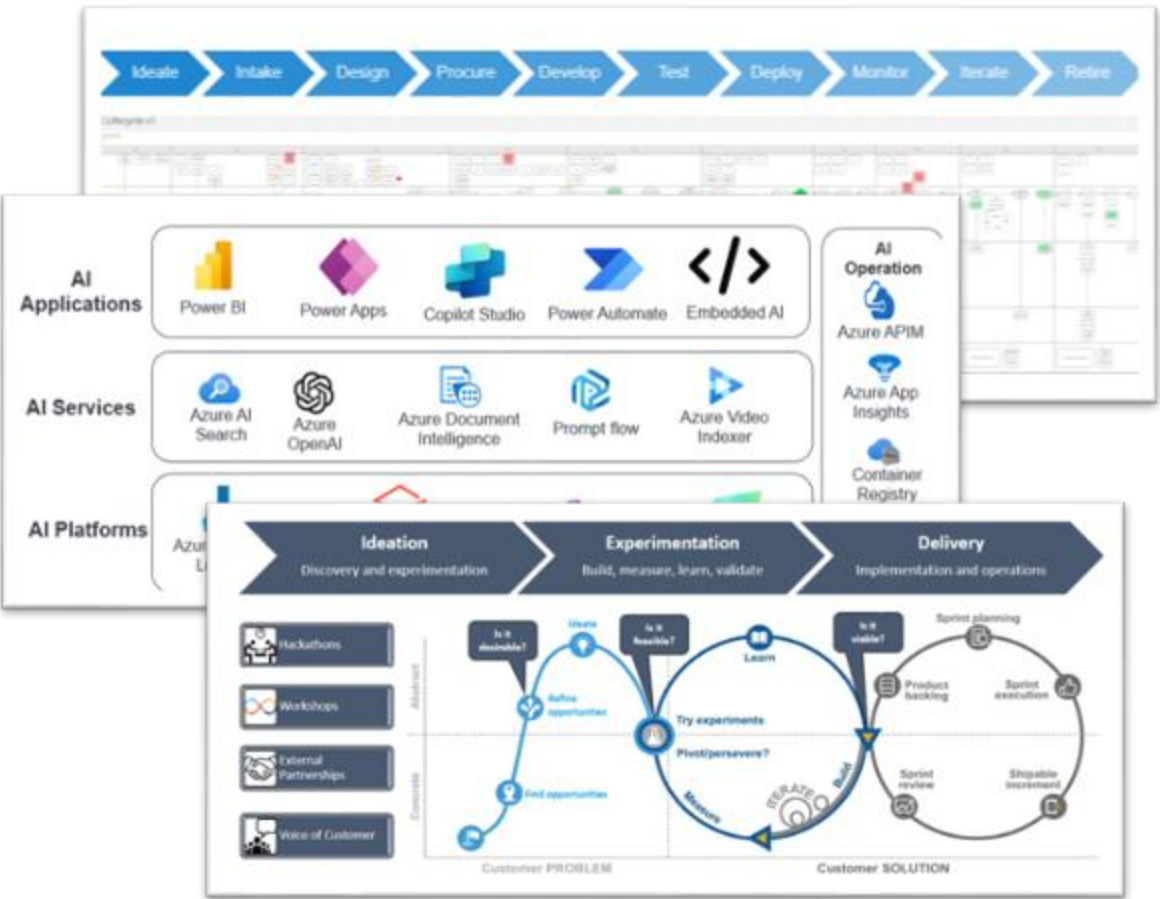 Ideate
Intake
Design
Procure
Develop
Test
Deploy
Monitor
Iterate
Retire
AI
Applications
Power BI
Power Apps
Copilot Studio
Power Automate
Embedded AI
AI
Operation
Azure APIM
Azure App
Insights
Container
Registry
AI Services
Azure AI
Search
Azure
OpenAI
Azure Document
Intelligence
Prompt flow
Azure Video
Indexer
AI Platforms
Ideation
Discovery and experimentation
Experimentation
Build, measure, learn, validate
Delivery
Implementation and operations
Hackathons
Workshops
External
Partnerships
Voice of Customer
Abstract
Concrete
Is it
desirable?
Ideate
Refine
opportunities
Find opportunities
Is it
feasible?
Learn
Try experiments
Pivot/persevere?
Measure
ITERATE
Build
Is it
viable?
Sprint planning
Product
backlog
Sprint
execution
Sprint
review
Shipable
increment
Customer PROBLEM
Customer SOLUTION